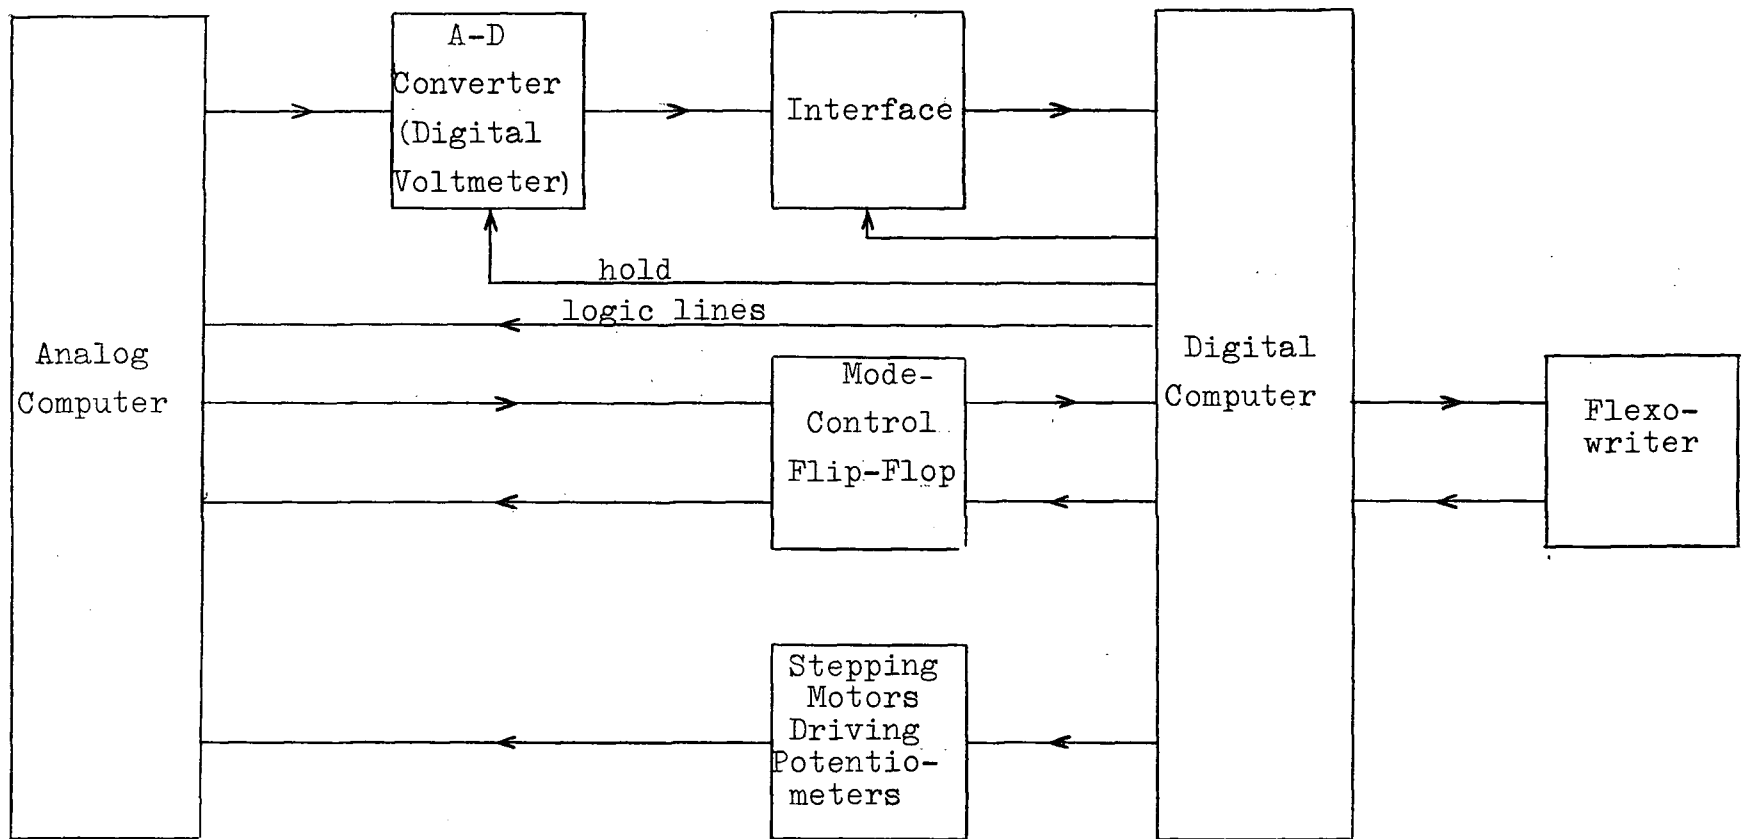 A-D
Converter
(Digital
Voltmeter)
Interface
hold
logic lines
Analog
Computer
Mode-
Control
Flip-Flop
Digital
Computer
Flexo-
writer
Stepping
Motors
Driving
Potentio-
meters